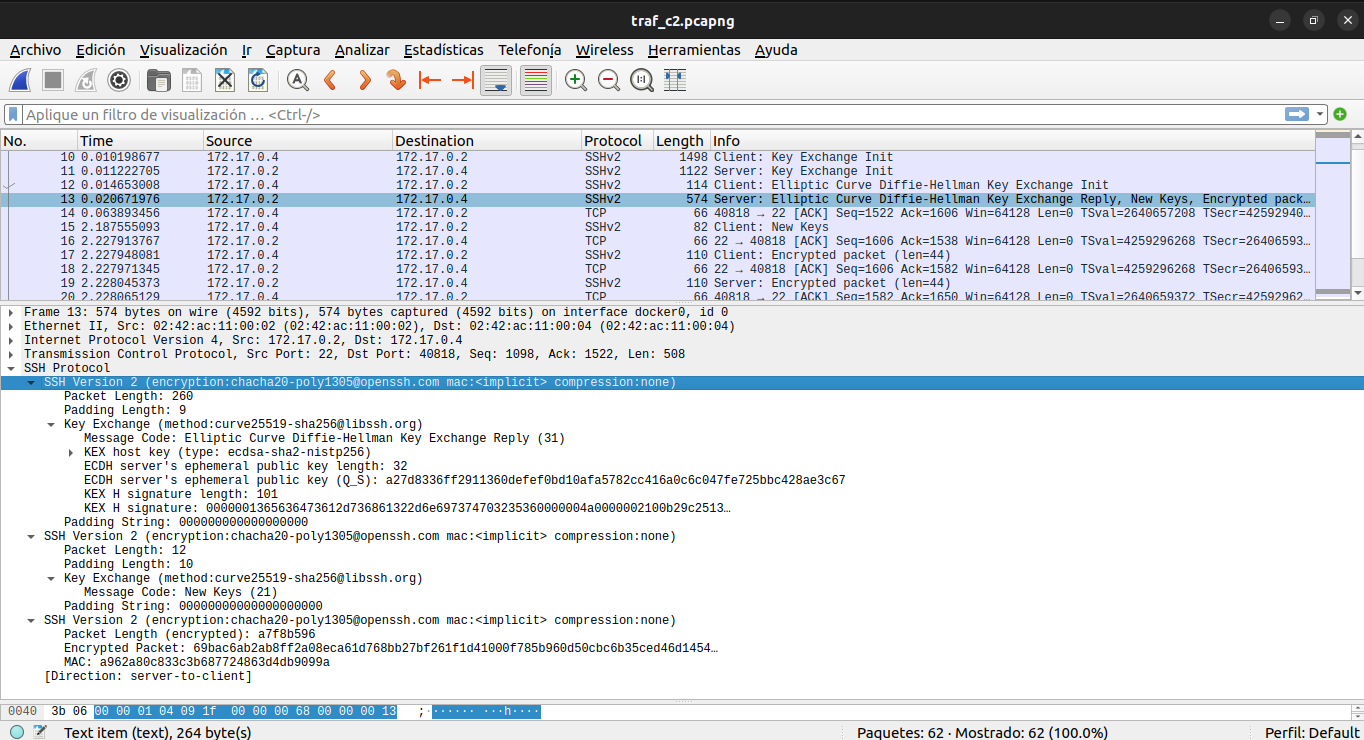 traf_c2.pcapng
Archivo Edición Visualización Ir Captura Analizar Estadísticas Telefonía Wireless Herramientas Ayuda
Aplique un filtro de visualización … <Ctrl-/>
No. Time Source Destination Protocol Length Info
10 0.010198677 172.17.0.4 172.17.0.2 SSHv2 1498 Client: Key Exchange Init
11 0.011222705 172.17.0.2 172.17.0.4 SSHv2 1122 Server: Key Exchange Init
12 0.014653008 172.17.0.4 172.17.0.2 SSHv2 114 Client: Elliptic Curve Diffie-Hellman Key Exchange Init
13 0.020671976 172.17.0.2 172.17.0.4 SSHv2 574 Server: Elliptic Curve Diffie-Hellman Key Exchange Reply, New Keys, Encrypted pack…
14 0.063893456 172.17.0.4 172.17.0.2 TCP 66 40818 → 22 [ACK] Seq=1522 Ack=1606 Win=64128 Len=0 TSval=2640657208 TSecr=42592940…
15 2.187555093 172.17.0.4 172.17.0.2 SSHv2 82 Client: New Keys
16 2.227913767 172.17.0.2 172.17.0.4 TCP 66 22 → 40818 [ACK] Seq=1606 Ack=1538 Win=64128 Len=0 TSval=4259296268 TSecr=26406593…
17 2.227948081 172.17.0.4 172.17.0.2 SSHv2 110 Client: Encrypted packet (len=44)
18 2.227971345 172.17.0.2 172.17.0.4 TCP 66 22 → 40818 [ACK] Seq=1606 Ack=1582 Win=64128 Len=0 TSval=4259296268 TSecr=26406593…
19 2.228045373 172.17.0.2 172.17.0.4 SSHv2 110 Server: Encrypted packet (len=44)
20 2.228065129 172.17.0.4 172.17.0.2 TCP 66 40818 → 22 [ACK] Seq=1582 Ack=1650 Win=64128 Len=0 TSval=2640659372 TSecr=42592962…
Frame 13: 574 bytes on wire (4592 bits), 574 bytes captured (4592 bits) on interface docker0, id 0
Ethernet II, Src: 02:42:ac:11:00:02 (02:42:ac:11:00:02), Dst: 02:42:ac:11:00:04 (02:42:ac:11:00:04)
Internet Protocol Version 4, Src: 172.17.0.2, Dst: 172.17.0.4
Transmission Control Protocol, Src Port: 22, Dst Port: 40818, Seq: 1098, Ack: 1522, Len: 508
SSH Protocol
SSH Version 2 (encryption:chacha20-poly1305@openssh.com mac:<implicit> compression:none)
Packet Length: 260
Padding Length: 9
Key Exchange (method:curve25519-sha256@libssh.org)
Message Code: Elliptic Curve Diffie-Hellman Key Exchange Reply (31)
KEX host key (type: ecdsa-sha2-nistp256)
ECDH server's ephemeral public key length: 32
ECDH server's ephemeral public key (Q_S): a27d8336ff2911360defef0bd10afa5782cc416a0c6c047fe725bbc428ae3c67
KEX H signature length: 101
KEX H signature: 0000001365636473612d736861322d6e697374703235360000004a0000002100b29c2513…
Padding String: 000000000000000000
SSH Version 2 (encryption:chacha20-poly1305@openssh.com mac:<implicit> compression:none)
Packet Length: 12
Padding Length: 10
Key Exchange (method:curve25519-sha256@libssh.org)
Message Code: New Keys (21)
Padding String: 00000000000000000000
SSH Version 2 (encryption:chacha20-poly1305@openssh.com mac:<implicit> compression:none)
Packet Length (encrypted): a7f8b596
Encrypted Packet: 69bac6ab2ab8ff2a08eca61d768bb27bf261f1d41000f785b960d50cbc6b35ced46d1454…
MAC: a962a80c833c3b687724863d4db9099a
[Direction: server-to-client]
0040 3b 06 00 00 01 04 09 1f 00 00 00 68 00 00 00 13 ;······· ···h····
Text item (text), 264 byte(s) Paquetes: 62 · Mostrado: 62 (100.0%) Perfil: Default